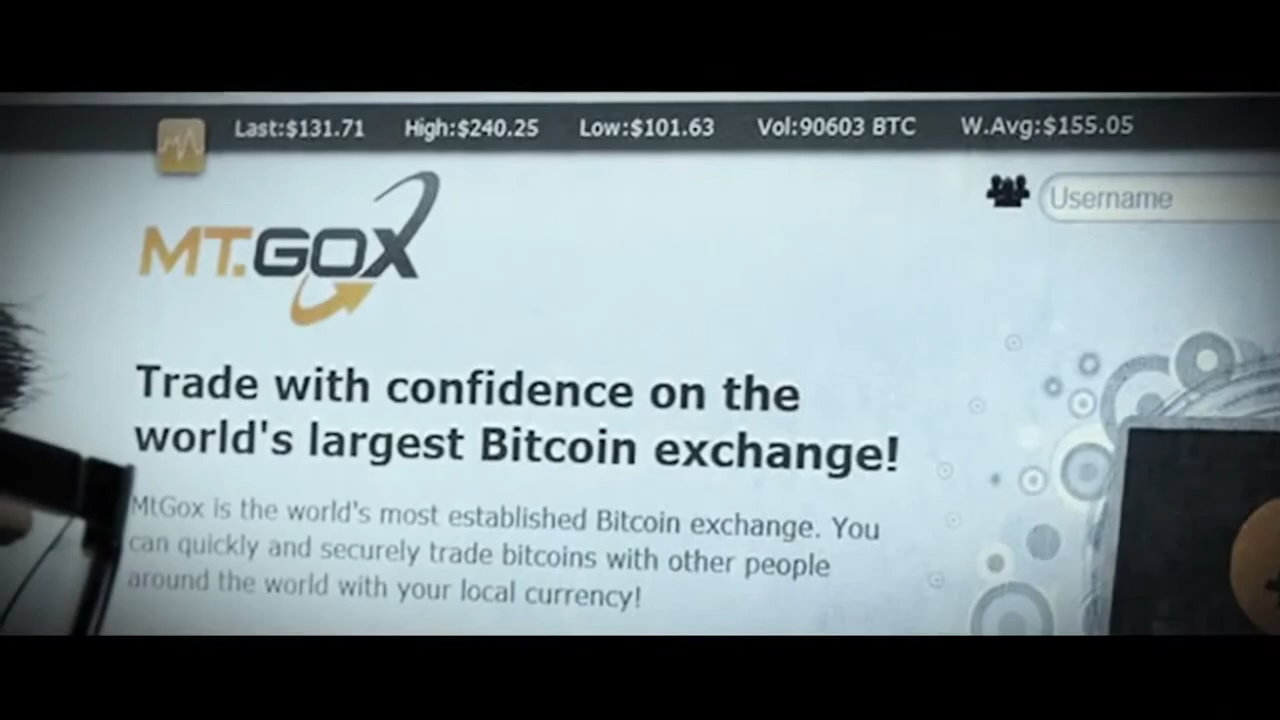 Last:$131.71 High:$240.25 Low:$101.63 Vol:90603 BTC W.Avg:$155.05
Username
MT.GOX
Trade with confidence on the
world's largest Bitcoin exchange!
MtGox is the world's most established Bitcoin exchange. You
can quickly and securely trade bitcoins with other people
around the world with your local currency!